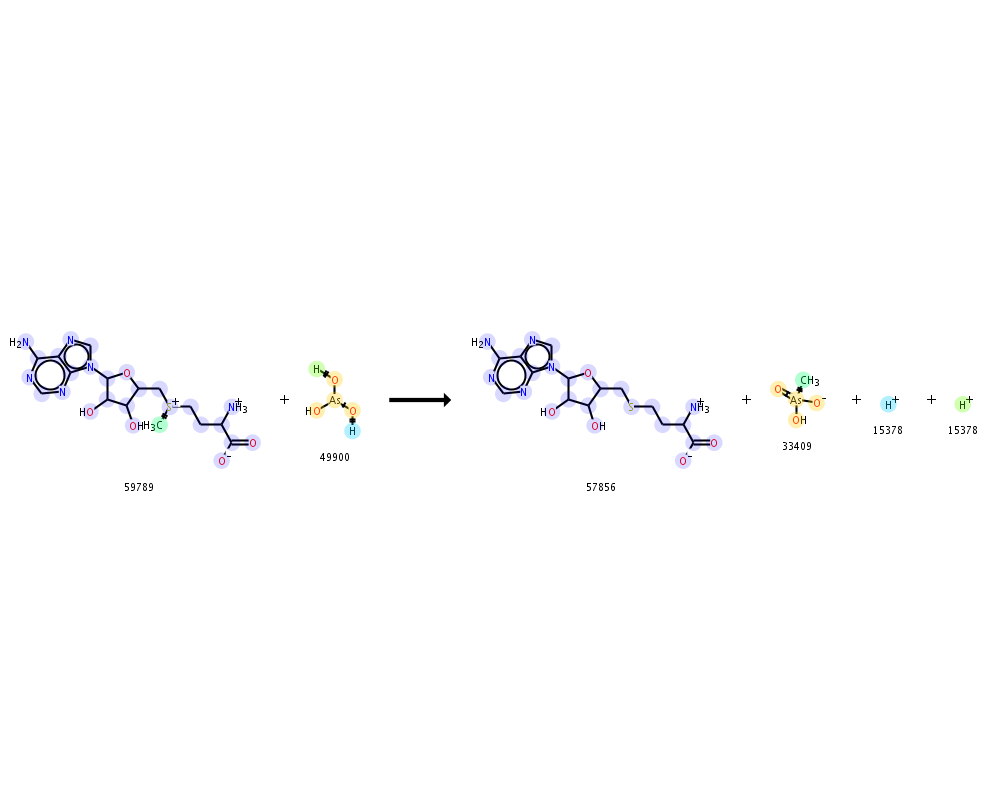 H2N N N N N N O HO OH H3C S+ NH3+ O O- 59789
+
H O As HO O H 49900
H2N N N N N N O HO OH S NH3+ O O- 57856
+
CH3 O As O- OH 33409
+
H+ 15378
+
H+ 15378